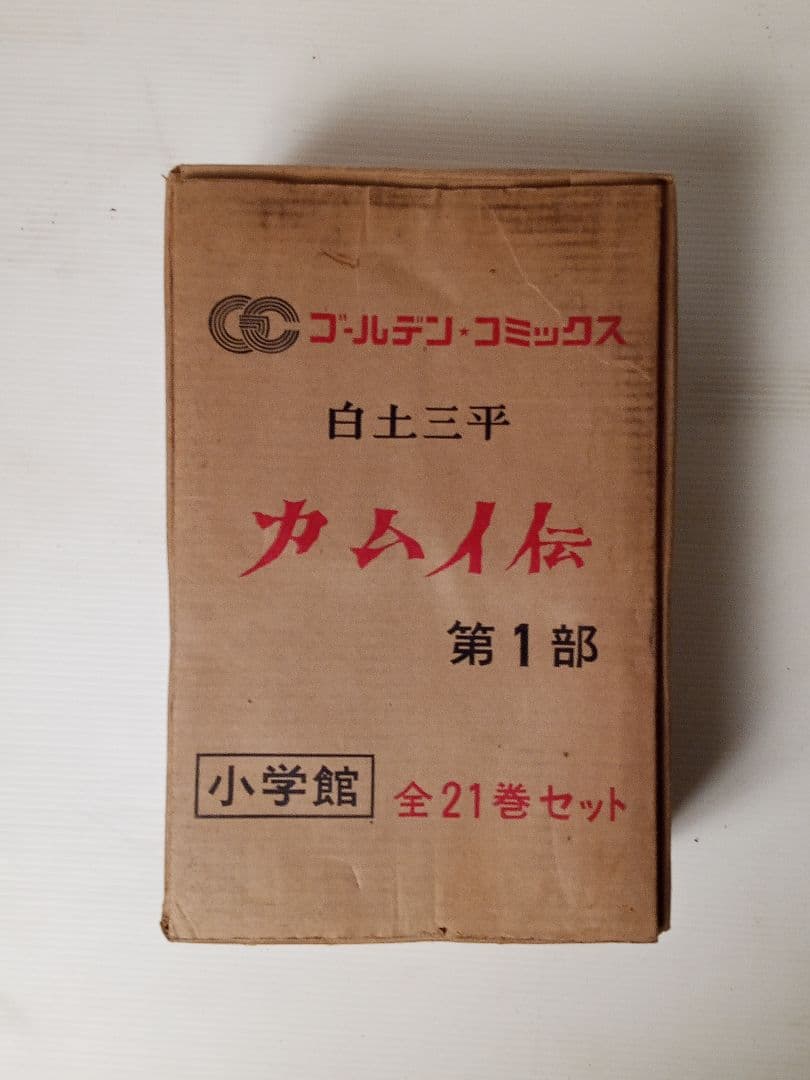 GC ゴールデン★コミックス
白土三平
カムイ伝
第1部
小学館 全21巻セット